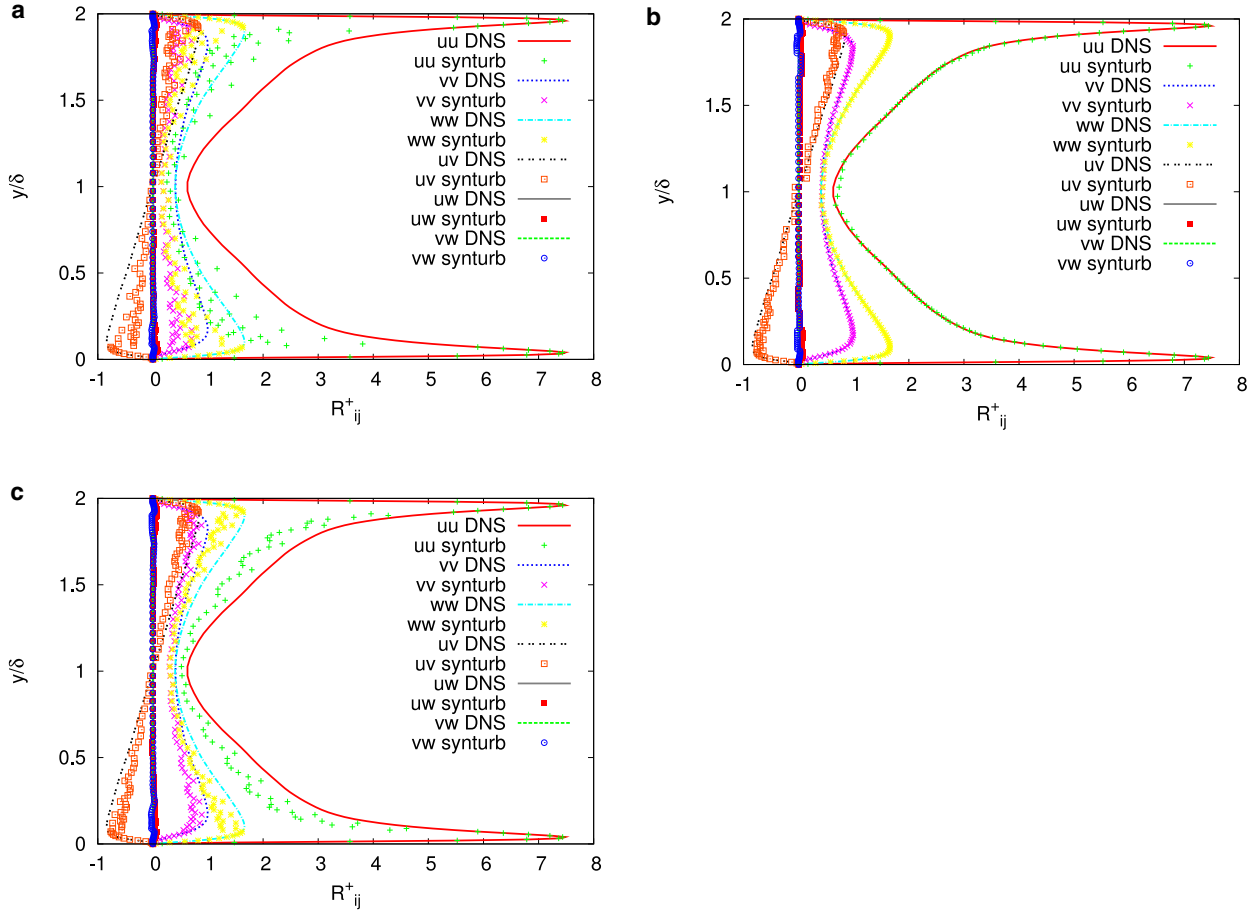 a
2
1.5
1
0.5
0
y/δ
-1 0 1 2 3 4 5 6 7 8
R+ij
uu DNS
uu synturb
vv DNS
vv synturb
ww DNS
ww synturb
uv DNS
uv synturb
uw DNS
uw synturb
vw DNS
vw synturb
b
2
1.5
1
0.5
0
y/δ
-1 0 1 2 3 4 5 6 7 8
R+ij
uu DNS
uu synturb
vv DNS
vv synturb
ww DNS
ww synturb
uv DNS
uv synturb
uw DNS
uw synturb
vw DNS
vw synturb
c
2
1.5
1
0.5
0
y/δ
-1 0 1 2 3 4 5 6 7 8
R+ij
uu DNS
uu synturb
vv DNS
vv synturb
ww DNS
ww synturb
uv DNS
uv synturb
uw DNS
uw synturb
vw DNS
vw synturb